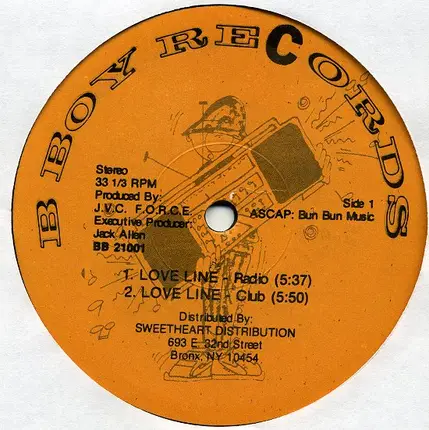 B BOY RECORDS
Stereo
33 1/3 RPM
Produced By:
J.V.C. F.O.R.C.E.
Executive Producer:
Jack Allen
BB 21001
Side 1
ASCAP: Bun Bun Music
1. LOVE LINE - Radio (5:37)
2. LOVE LINE - Club (5:50)
Distributed By:
SWEETHEART DISTRIBUTION
693 E. 32nd Street
Bronx, NY 10454